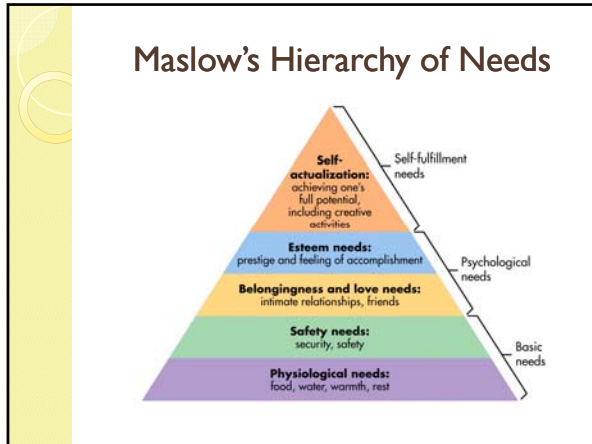 Maslow's Hierarchy of Needs
Self-
actualization:
achieving one's
full potential,
including creative
activities
Self-fulfillment
needs
Esteem needs:
prestige and feeling of accomplishment
Belongingness and love needs:
intimate relationships, friends
Psychological
needs
Safety needs:
security, safety
Physiological needs:
food, water, warmth, rest
Basic
needs